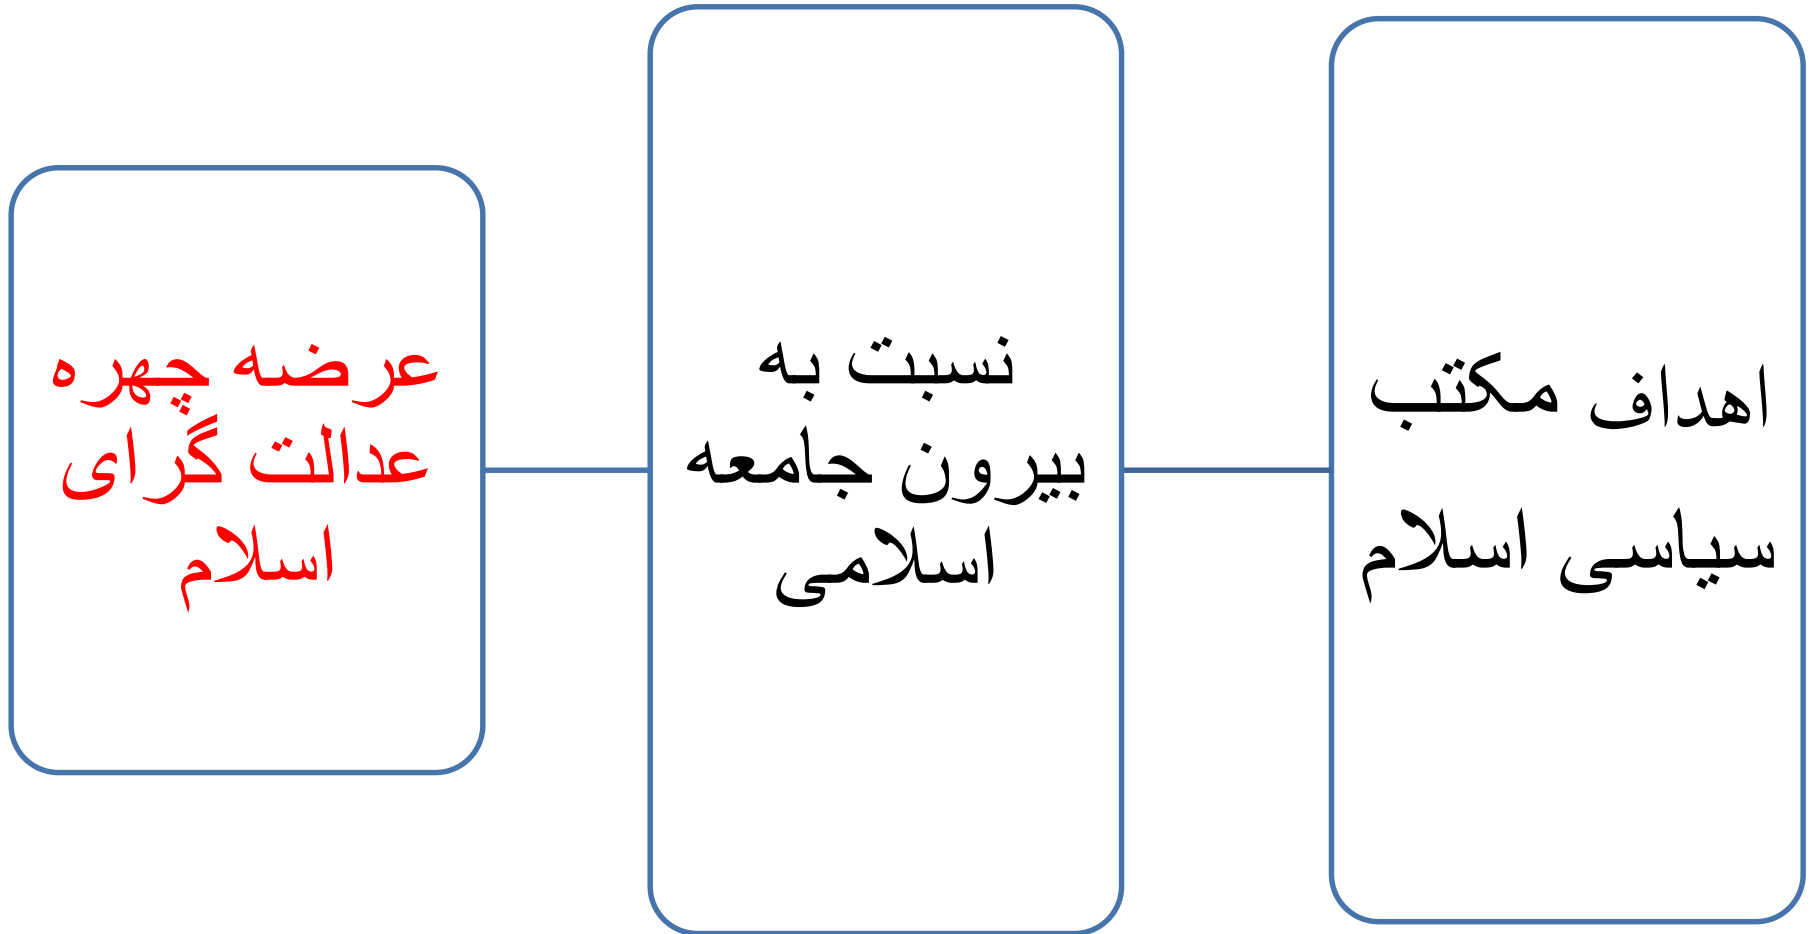 اهداف مکتب
سیاسی اسلام
نسبت به
بیرون جامعه
اسلامی
عرضه چهره
عدالت گرای
اسلام